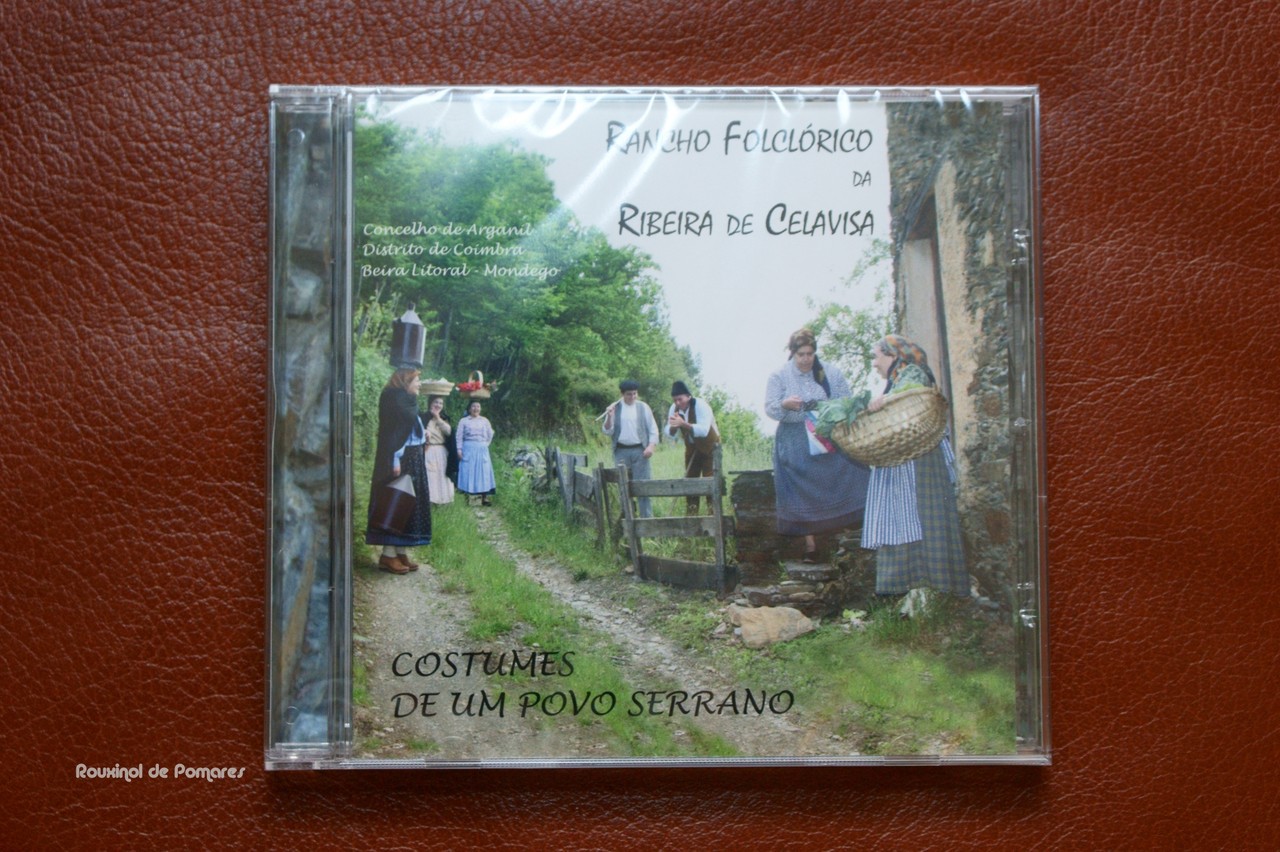 RANCHO FOLCLÓRICO
DA
RIBEIRA DE CELAVISA
Concelho de Arganil
Distrito de Coimbra
Beira Litoral - Mondego
COSTUMES
DE UM POVO SERRANO
Rouxinol de Pomares